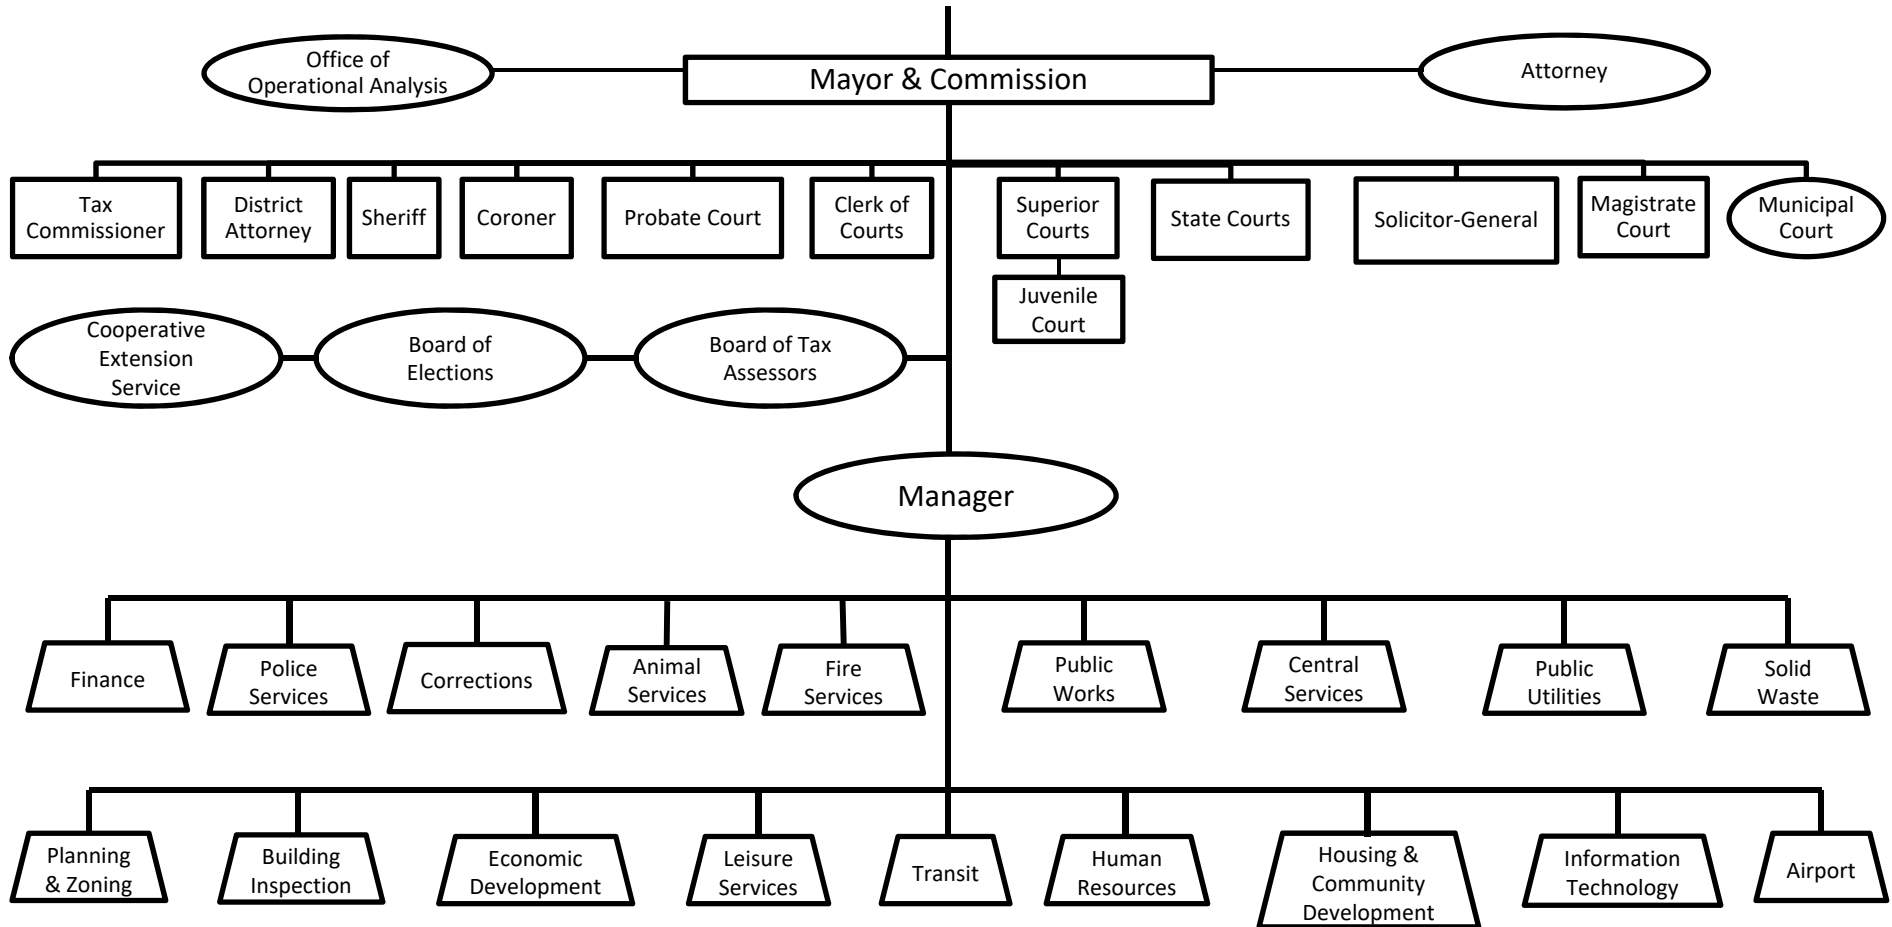 Office of
Operational Analysis
Mayor & Commission
Attorney
Tax
Commissioner
District
Attorney
Sheriff
Coroner
Probate Court
Clerk of
Courts
Superior
Courts
State Courts
Solicitor-General
Magistrate
Court
Municipal
Court
Juvenile
Court
Cooperative
Extension
Service
Board of
Elections
Board of Tax
Assessors
Manager
Finance
Police
Services
Corrections
Animal
Services
Fire
Services
Public
Works
Central
Services
Public
Utilities
Solid
Waste
Planning
& Zoning
Building
Inspection
Economic
Development
Leisure
Services
Transit
Human
Resources
Housing &
Community
Development
Information
Technology
Airport